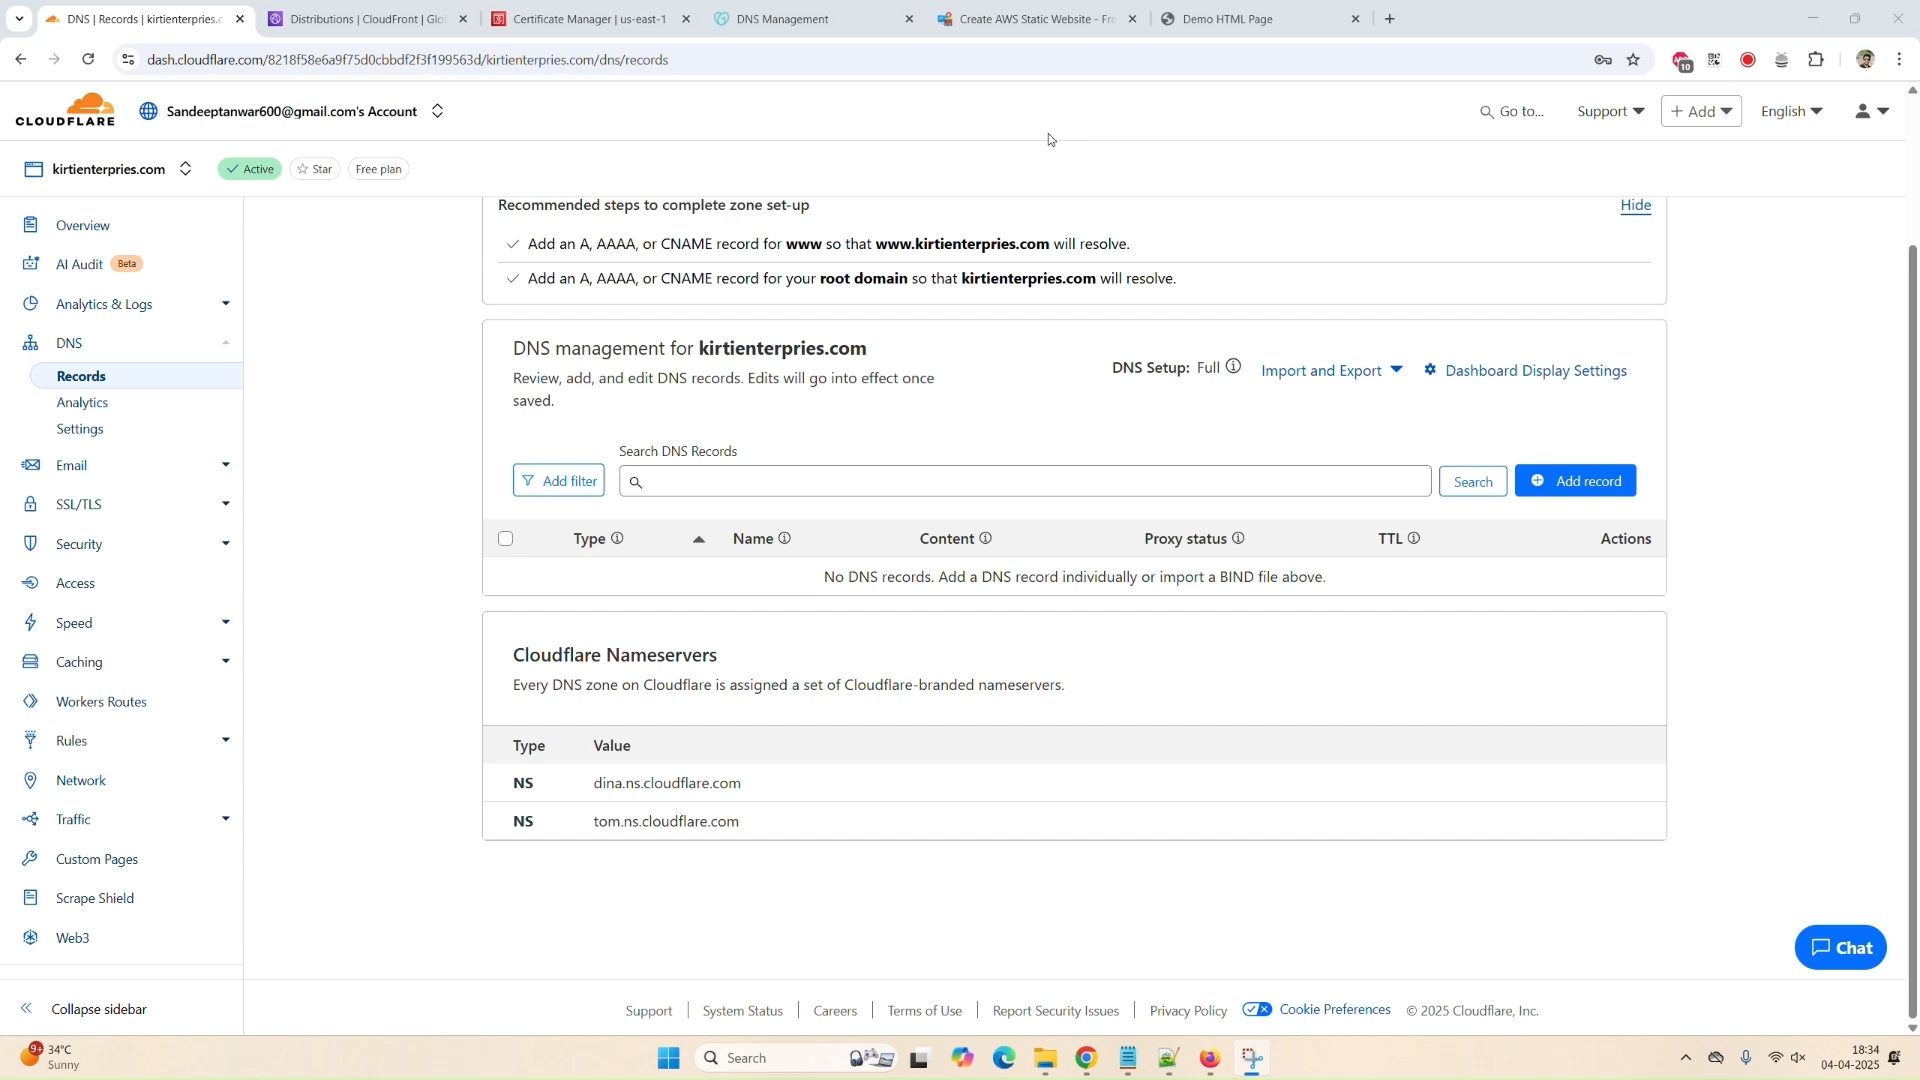 DNS | Records | kirtienterpries.c
Distributions | CloudFront | Glo
Certificate Manager | us-east-1
DNS Management
Create AWS Static Website - Fre
Demo HTML Page
dash.cloudflare.com/8218f58e6a9f75d0cbbdf2f3f199563d/kirtienterpries.com/dns/records
10
CLOUDFLARE
Sandeeptanwar600@gmail.com's Account
Go to...
Support
+ Add
English
kirtienterpries.com
Active
Star
Free plan
Overview
AI Audit
Beta
Analytics & Logs
DNS
Records
Analytics
Settings
Email
SSL/TLS
Security
Access
Speed
Caching
Workers Routes
Rules
Network
Traffic
Custom Pages
Scrape Shield
Web3
Collapse sidebar
Recommended steps to complete zone set-up
Hide
Add an A, AAAA, or CNAME record for www so that www.kirtienterpries.com will resolve.
Add an A, AAAA, or CNAME record for your root domain so that kirtienterpries.com will resolve.
DNS management for kirtienterpries.com
Review, add, and edit DNS records. Edits will go into effect once
saved.
DNS Setup: Full
Import and Export
Dashboard Display Settings
Search DNS Records
Add filter
Search
Add record
Type
Name
Content
Proxy status
TTL
Actions
No DNS records. Add a DNS record individually or import a BIND file above.
Cloudflare Nameservers
Every DNS zone on Cloudflare is assigned a set of Cloudflare-branded nameservers.
Type
Value
NS
dina.ns.cloudflare.com
NS
tom.ns.cloudflare.com
Chat
Support
System Status
Careers
Terms of Use
Report Security Issues
Privacy Policy
Cookie Preferences
© 2025 Cloudflare, Inc.
9+
34°C
Sunny
Search
18:34
04-04-2025